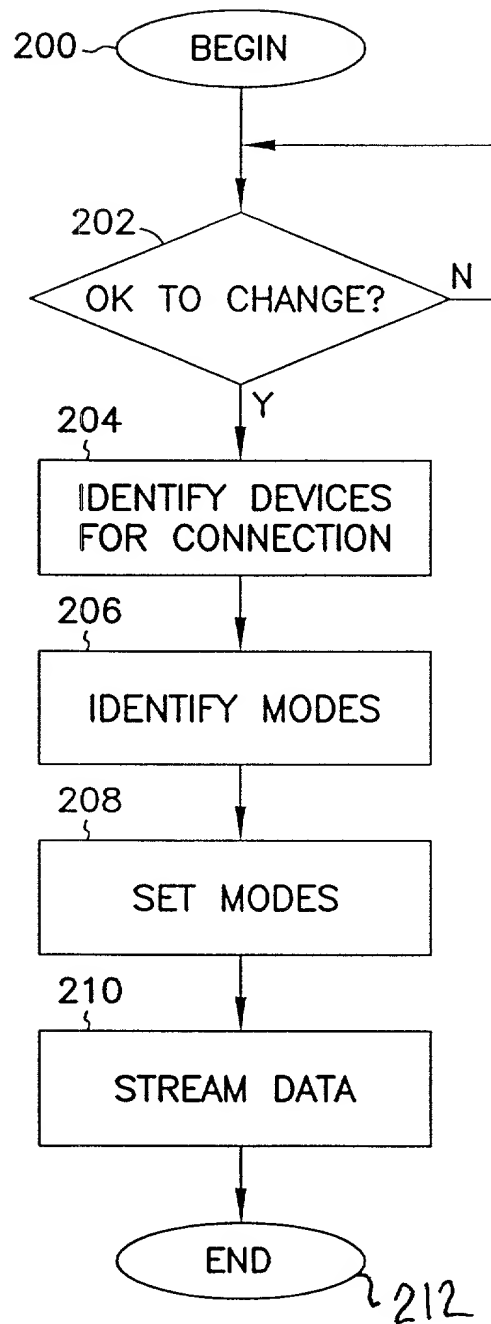 200 BEGIN
202
OK TO CHANGE? N
Y
204
IDENTIFY DEVICES
FOR CONNECTION
206
IDENTIFY MODES
208
SET MODES
210
STREAM DATA
END
212